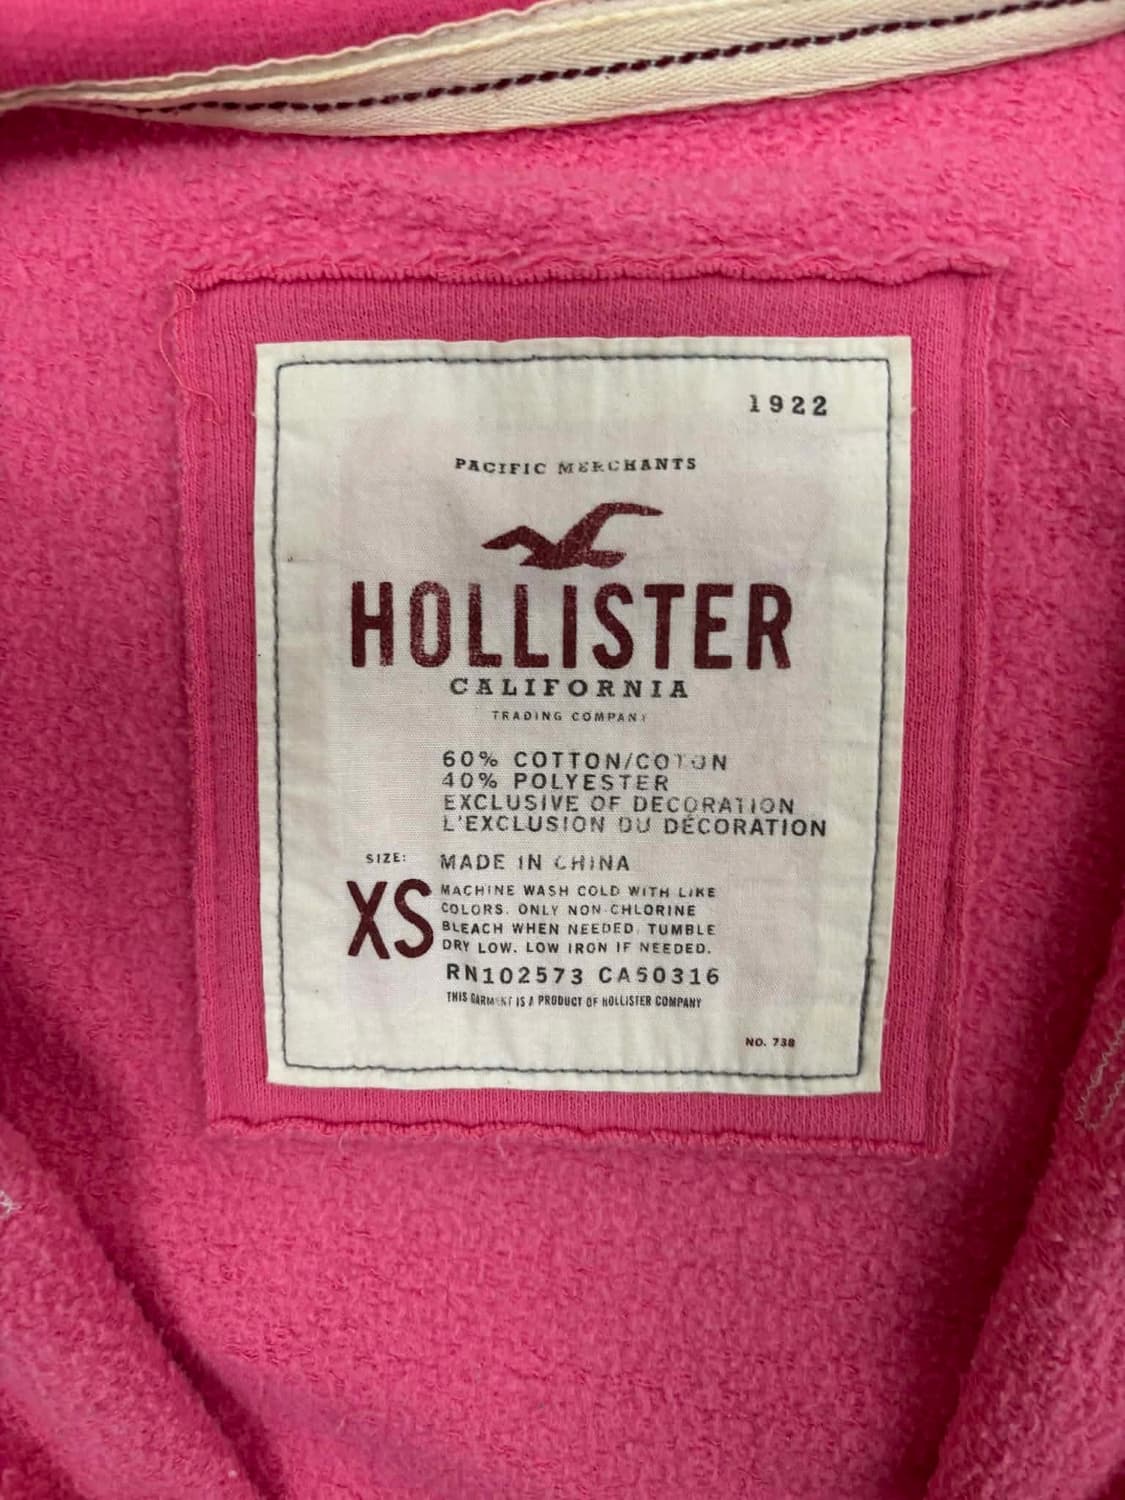 1922
PACIFIC MERCHANTS
HOLLISTER
CALIFORNIA
TRADING COMPANY
60% COTTON/COTON
40% POLYESTER
EXCLUSIVE OF DECORATION
L'EXCLUSION DU DÉCORATION
SIZE:
XS
MADE IN CHINA
MACHINE WASH COLD WITH LIKE
COLORS. ONLY NON-CHLORINE
BLEACH WHEN NEEDED. TUMBLE
DRY LOW. LOW IRON IF NEEDED.
RN102573 CA50316
THIS GARMENT IS A PRODUCT OF HOLLISTER COMPANY
NO. 738